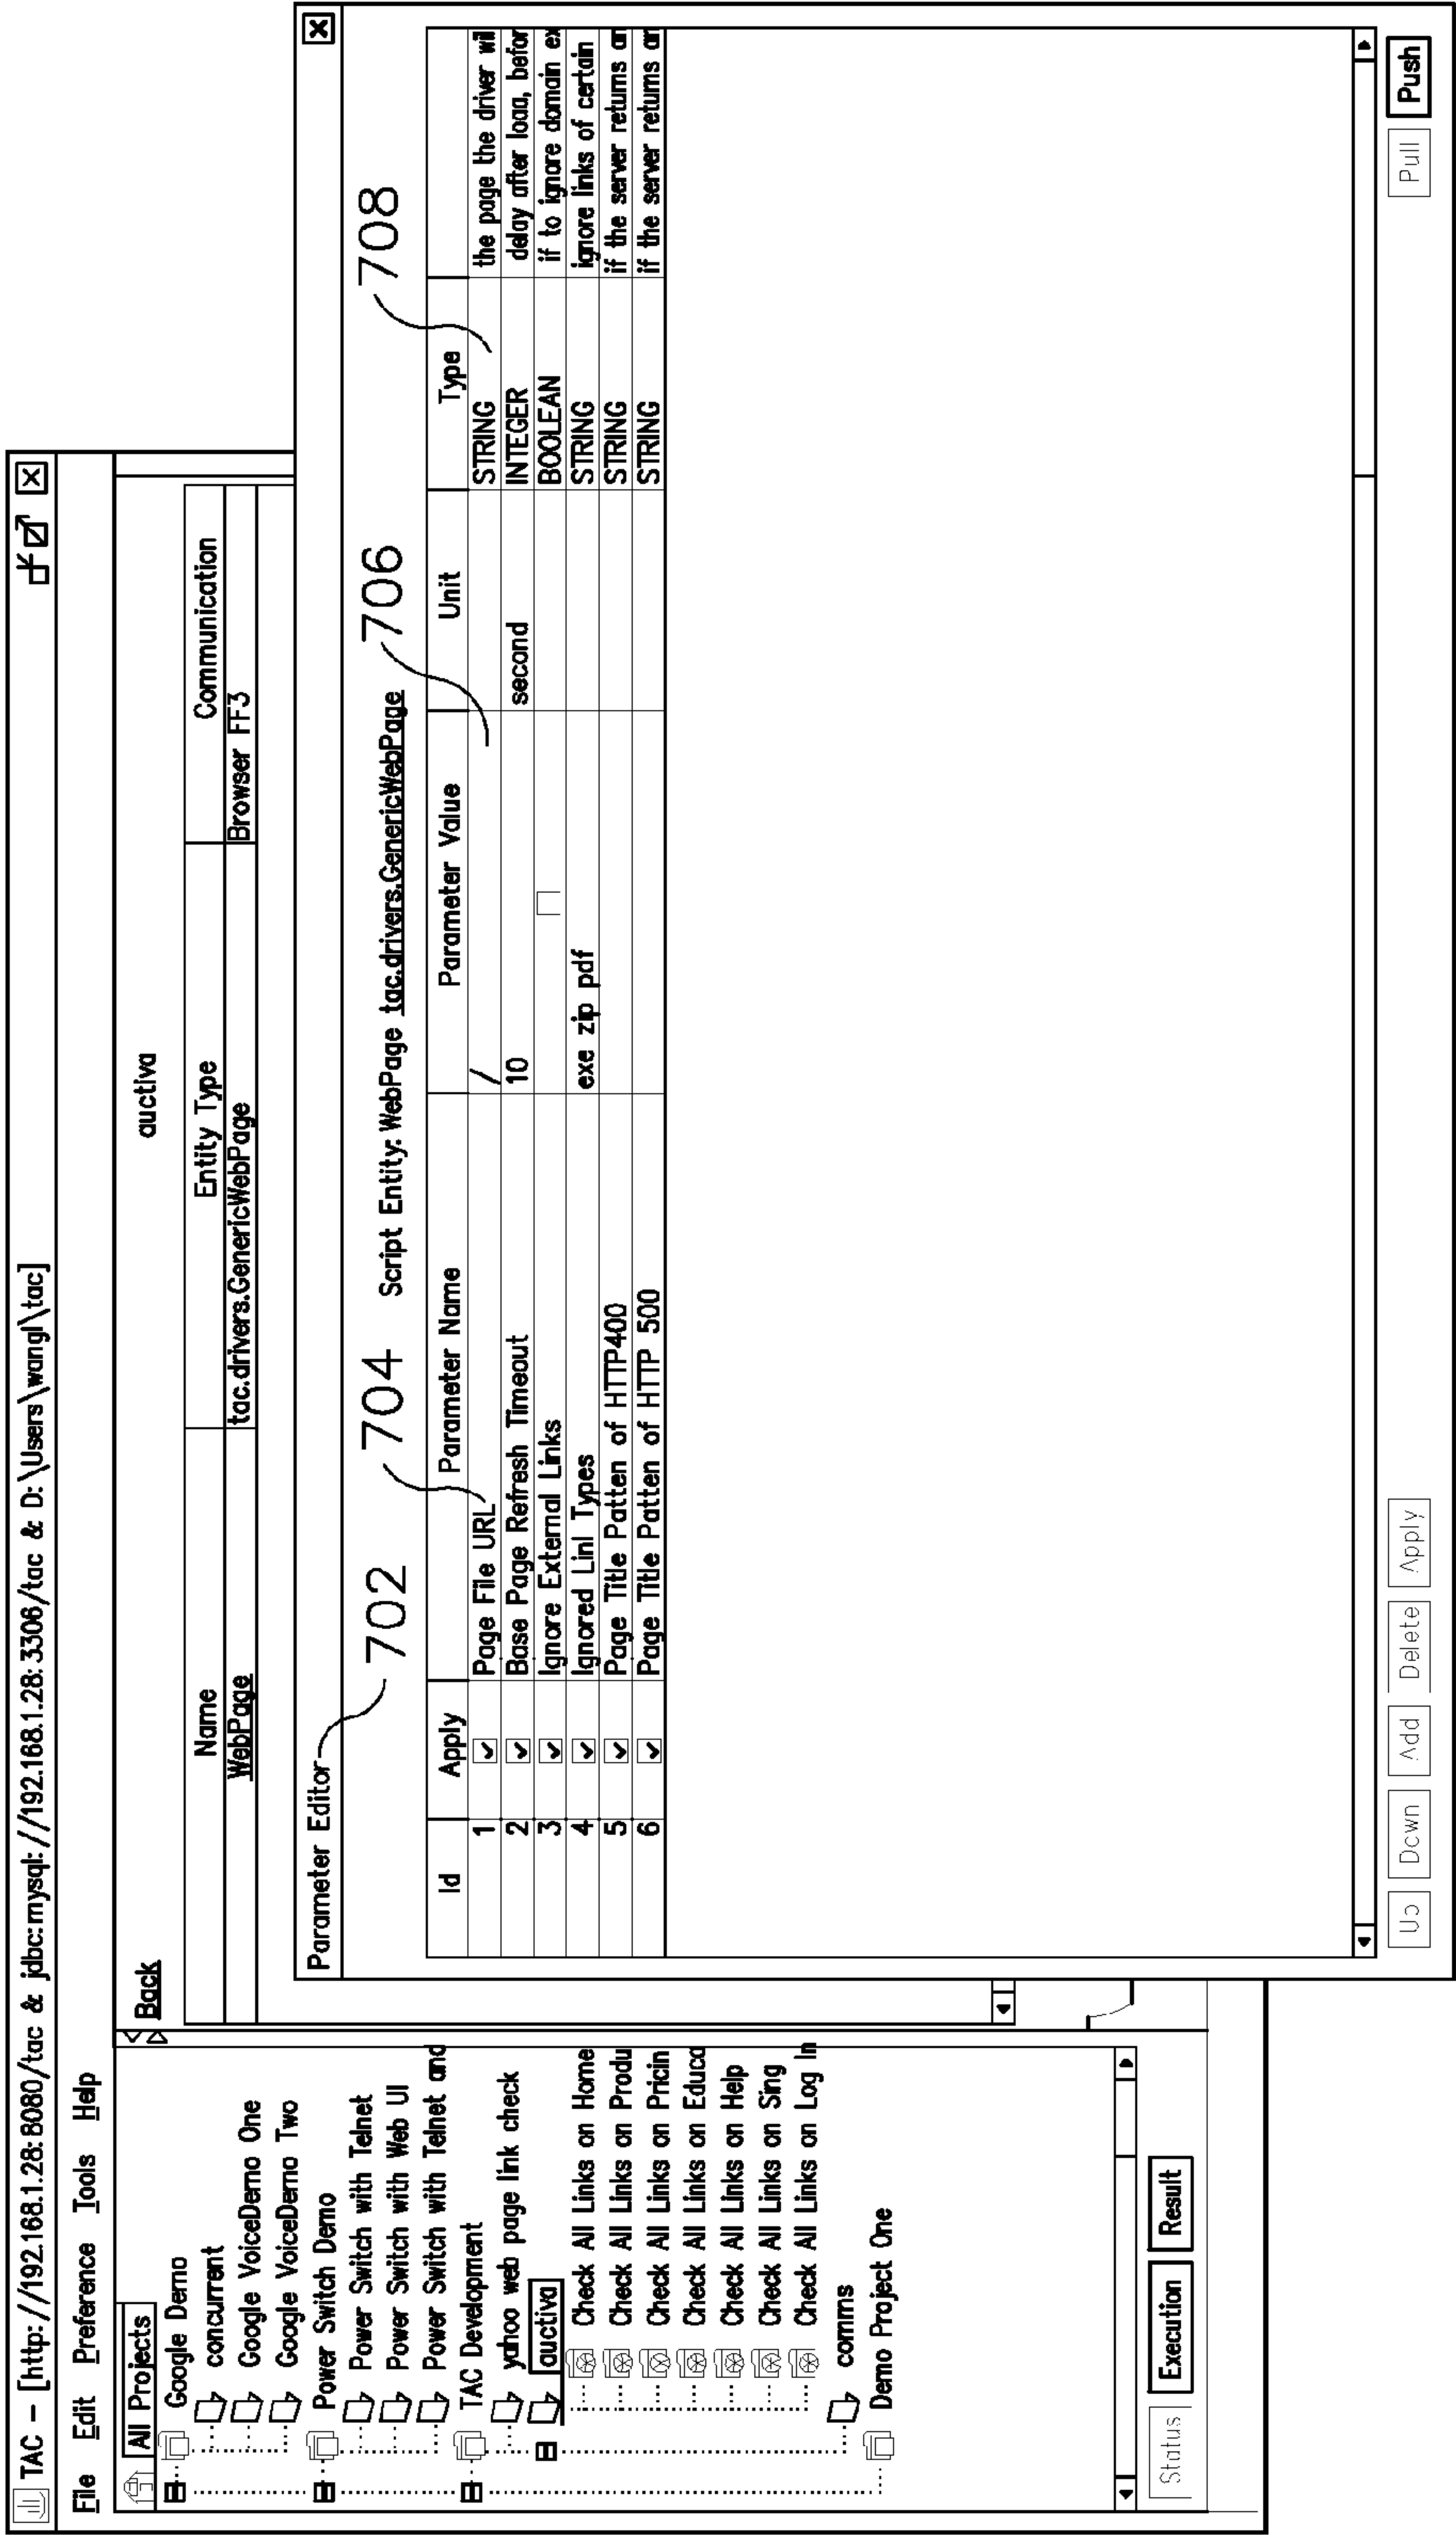 TAC - [http: //192.168.1.28: 8080/tac & jdbc:mysql: //192.168.1.28: 3306/tac & D: \Users\wangl\tac]
File Edit Preference Tools Help
All Projects
Google Demo
concurrent
Google VoiceDemo One
Google VoiceDemo Two
Power Switch Demo
Power Switch with Telnet
Power Switch with Web UI
Power Switch with Telnet and
TAC Development
yahoo web page link check
auctiva
Check All Links on Home
Check All Links on Produ
Check All Links on Pricin
Check All Links on Educa
Check All Links on Help
Check All Links on Sing
Check All Links on Log In
comms
Demo Project One
Status Execution Result
Back auctiva
Name Entity Type Communication
WebPage tac.drivers.GenericWebPage Browser FF3
Parameter Editor
702 704 706 708
Script Entity: WebPage tac.drivers.GenericWebPage
Id Apply Parameter Name Parameter Value Unit Type
1 Page File URL / STRING the page the driver will
2 Base Page Refresh Timeout 10 second INTEGER delay after load, befor
3 Ignore External Links BOOLEAN if to ignore domain ex
4 Ignored Linl Types exe zip pdf STRING ignore links of certain
5 Page Title Patten of HTTP400 STRING if the server returns an
6 Page Title Patten of HTTP 500 STRING if the server returns an
Up Down Add Delete Apply Pull Push